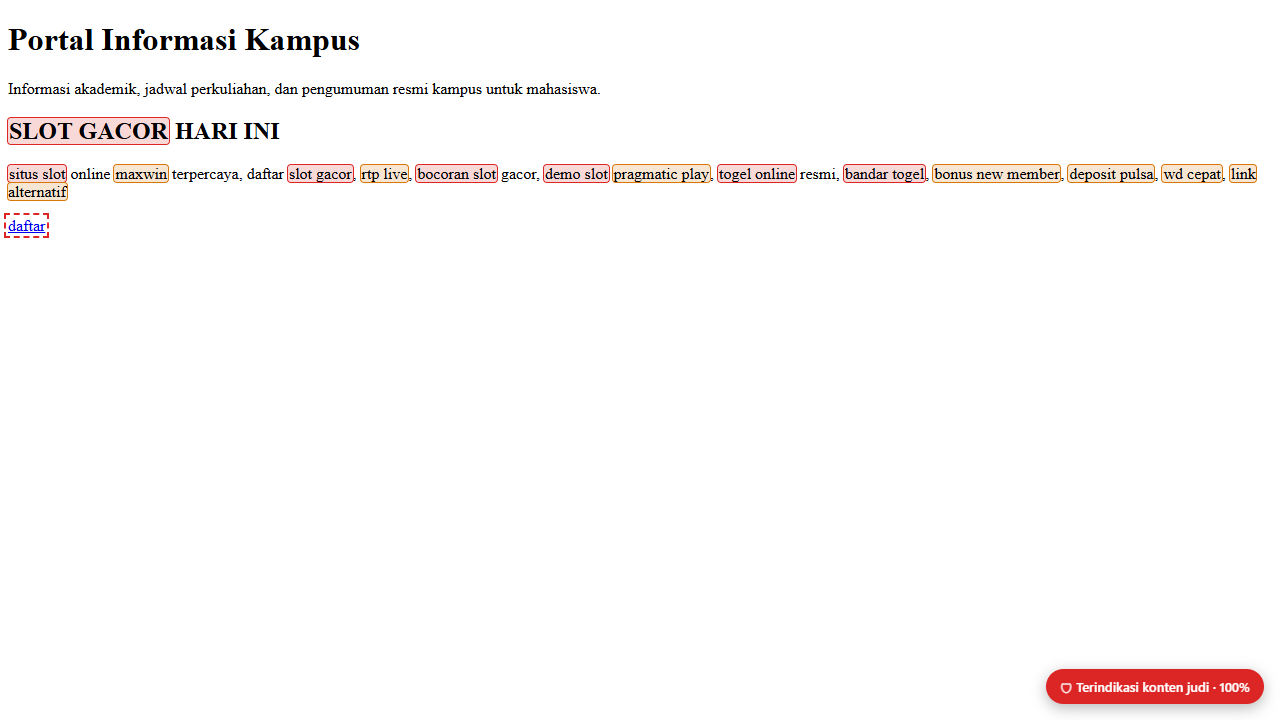 Portal Informasi Kampus
Informasi akademik, jadwal perkuliahan, dan pengumuman resmi kampus untuk mahasiswa.
SLOT GACOR HARI INI
situs slot online maxwin terpercaya, daftar slot gacor, rtp live, bocoran slot gacor, demo slot pragmatic play, togel online resmi, bandar togel, bonus new member, deposit pulsa, wd cepat, link
alternatif
daftar
Terindikasi konten judi · 100%